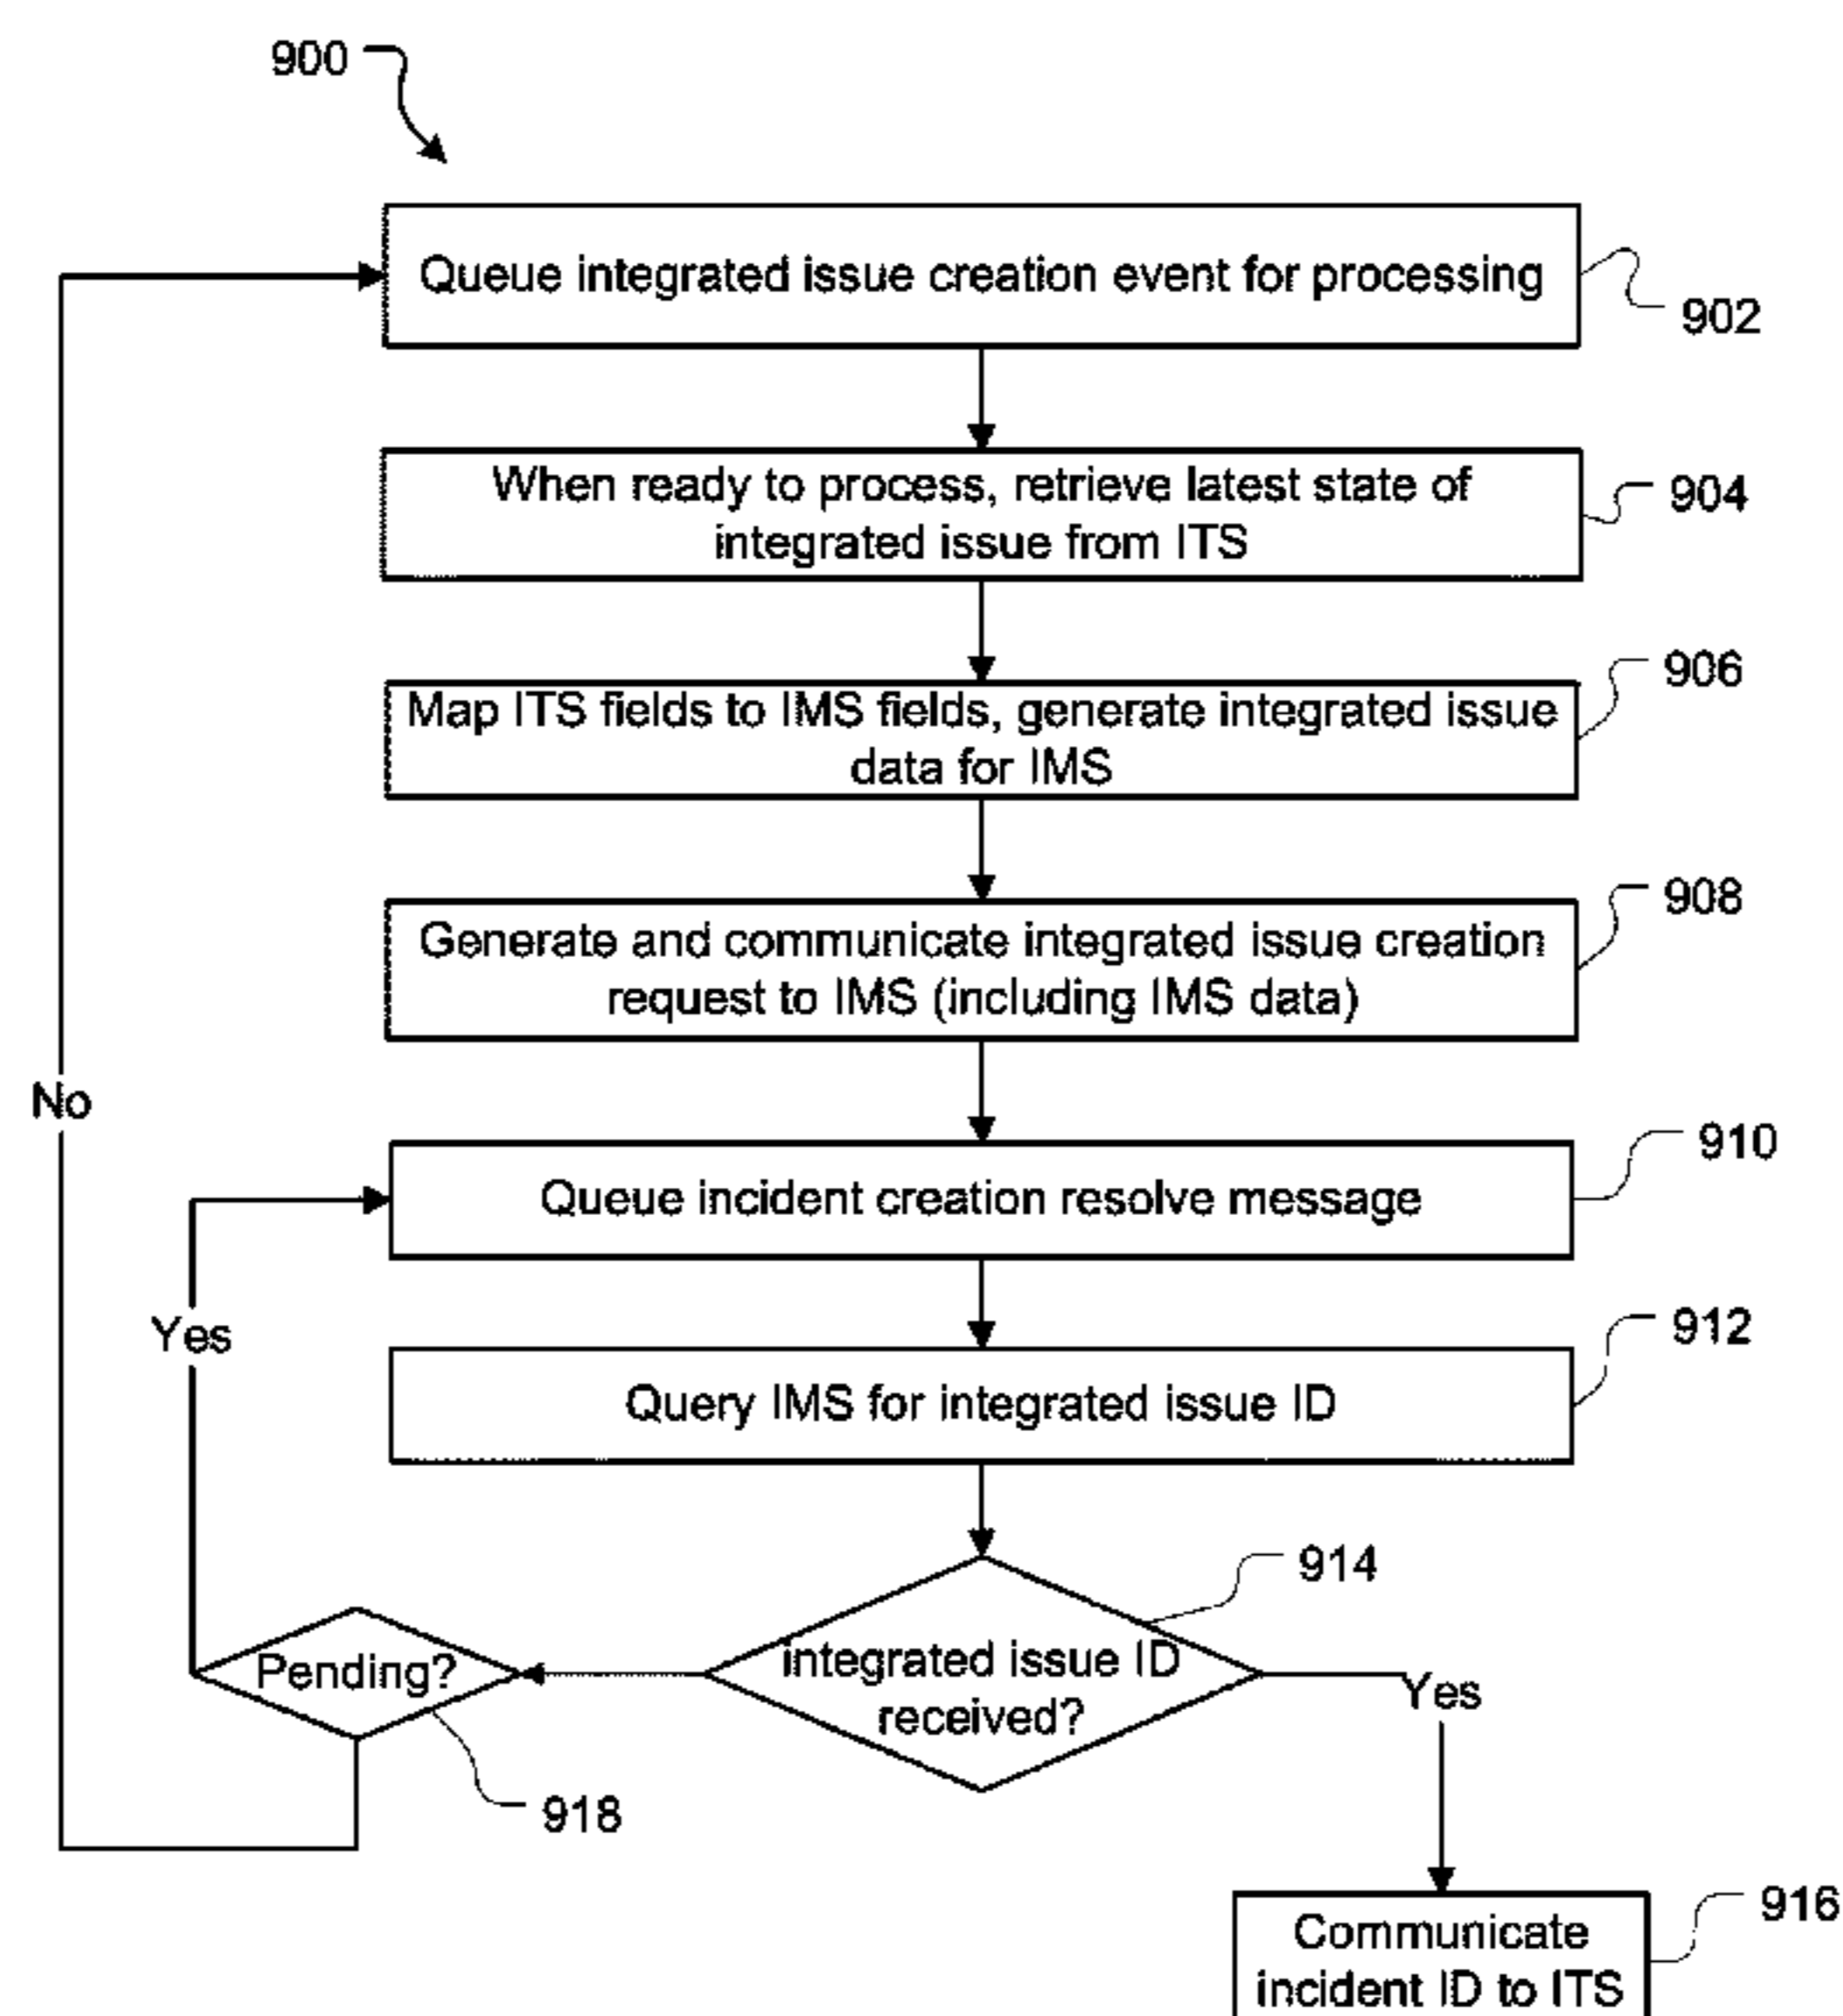 900
Queue integrated issue creation event for processing
902
When ready to process, retrieve latest state of
integrated issue from ITS
904
Map ITS fields to IMS fields, generate integrated issue
data for IMS
906
Generate and communicate integrated issue creation
request to IMS (including IMS data)
908
No
Queue incident creation resolve message
910
Yes
Query IMS for integrated issue ID
912
914
Pending?
integrated issue ID
received?
Yes
918
Communicate
incident ID to ITS
916